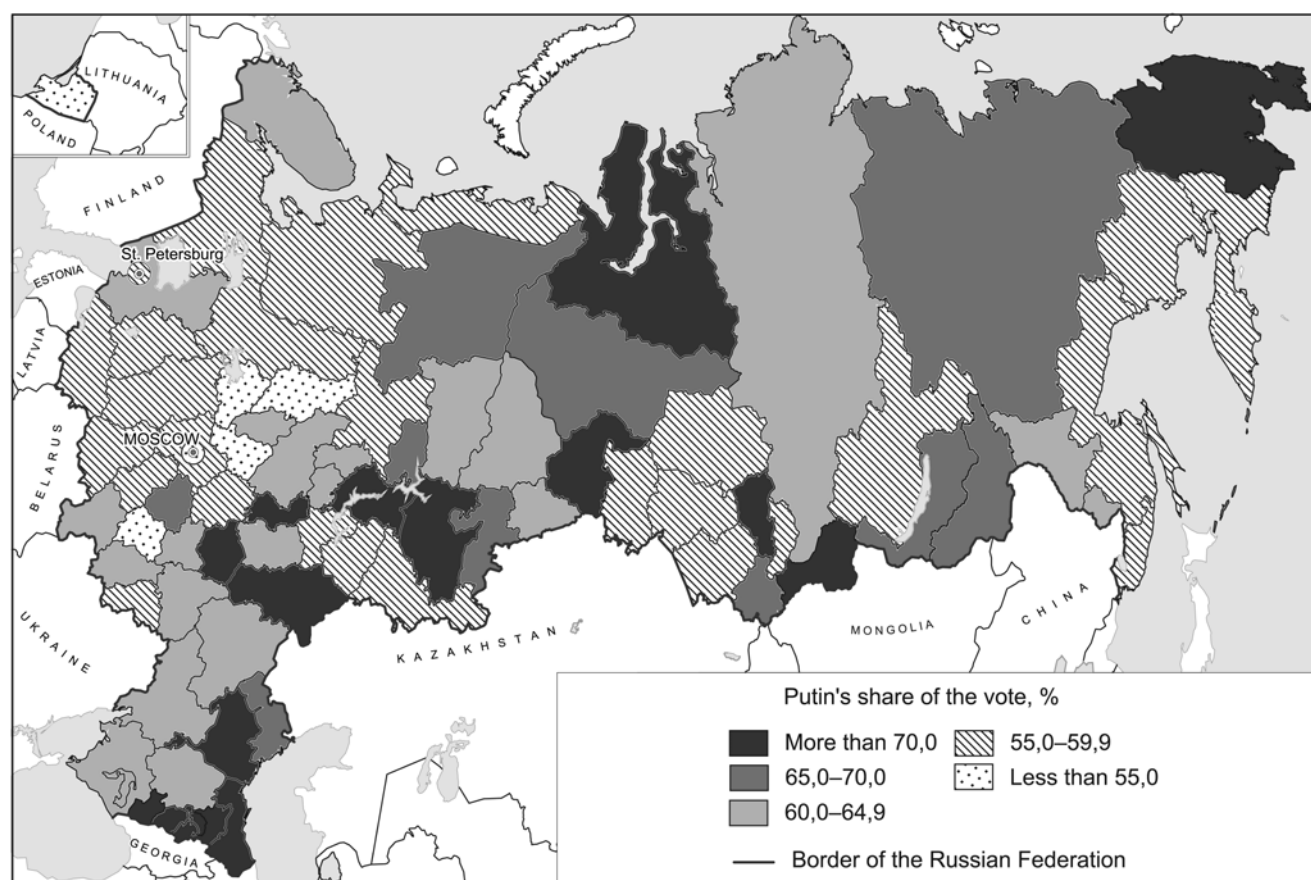 LITHUANIA
POLAND
FINLAND
St. Petersburg
ESTONIA
LATVIA
MOSCOW
BELARUS
UKRAINE
KAZAKHSTAN
MONGOLIA
CHINA
GEORGIA
Putin's share of the vote, %
More than 70,0
55,0–59,9
65,0–70,0
Less than 55,0
60,0–64,9
Border of the Russian Federation